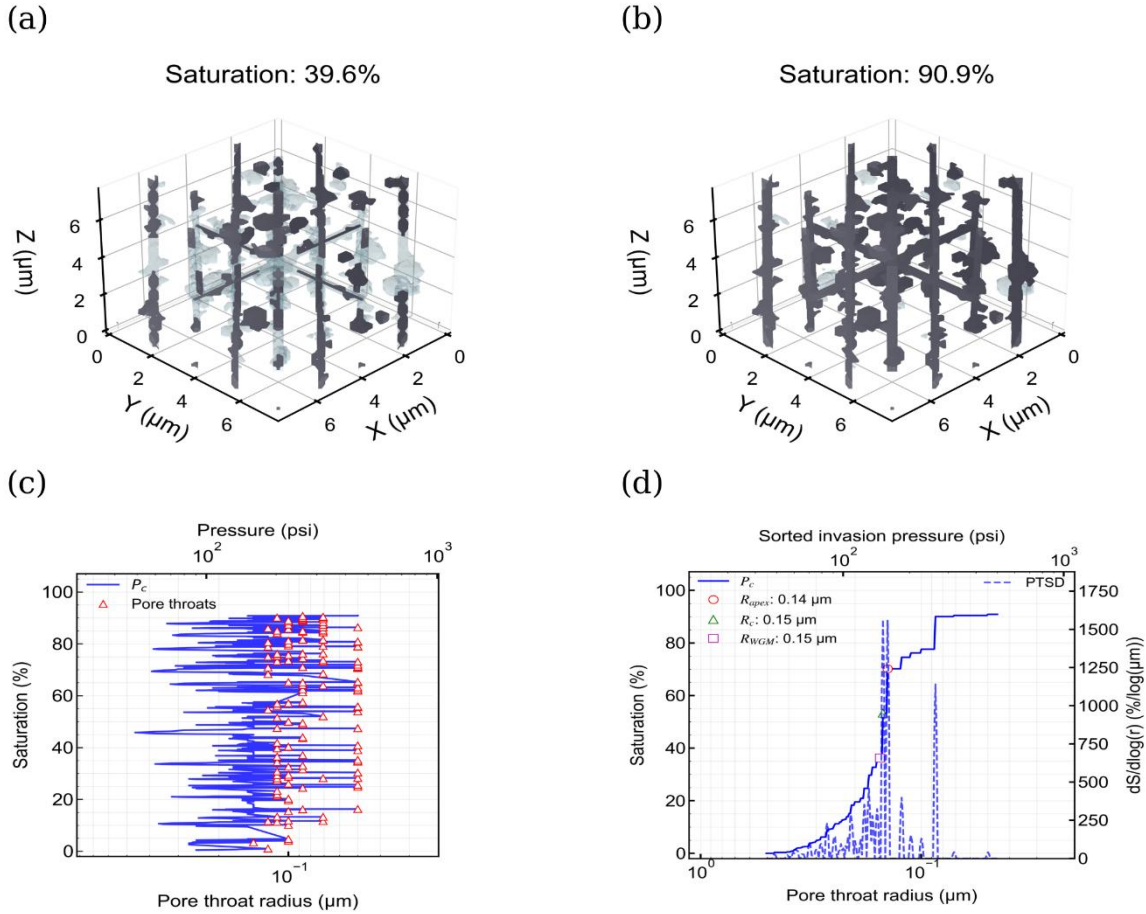 (a)
(b)
Saturation: 39.6%
Saturation: 90.9%
Z (μm)
6
4
2
0
0
2
4
6
Y (μm)
6
4
2
0
X (μm)
Z (μm)
6
4
2
0
0
2
4
6
Y (μm)
6
4
2
0
X (μm)
(c)
(d)
Pressure (psi)
10²
10³
Saturation (%)
100
80
60
40
20
0
P_c
Pore throats
10⁻¹
Pore throat radius (μm)
Sorted invasion pressure (psi)
10²
10³
Saturation (%)
100
80
60
40
20
0
P_c
R_apex: 0.14 μm
R_c: 0.15 μm
R_WGM: 0.15 μm
PTSD
1750
1500
1250
1000
750
500
250
0
dS/dlog(r) (%/log(μm))
10⁰
10⁻¹
Pore throat radius (μm)